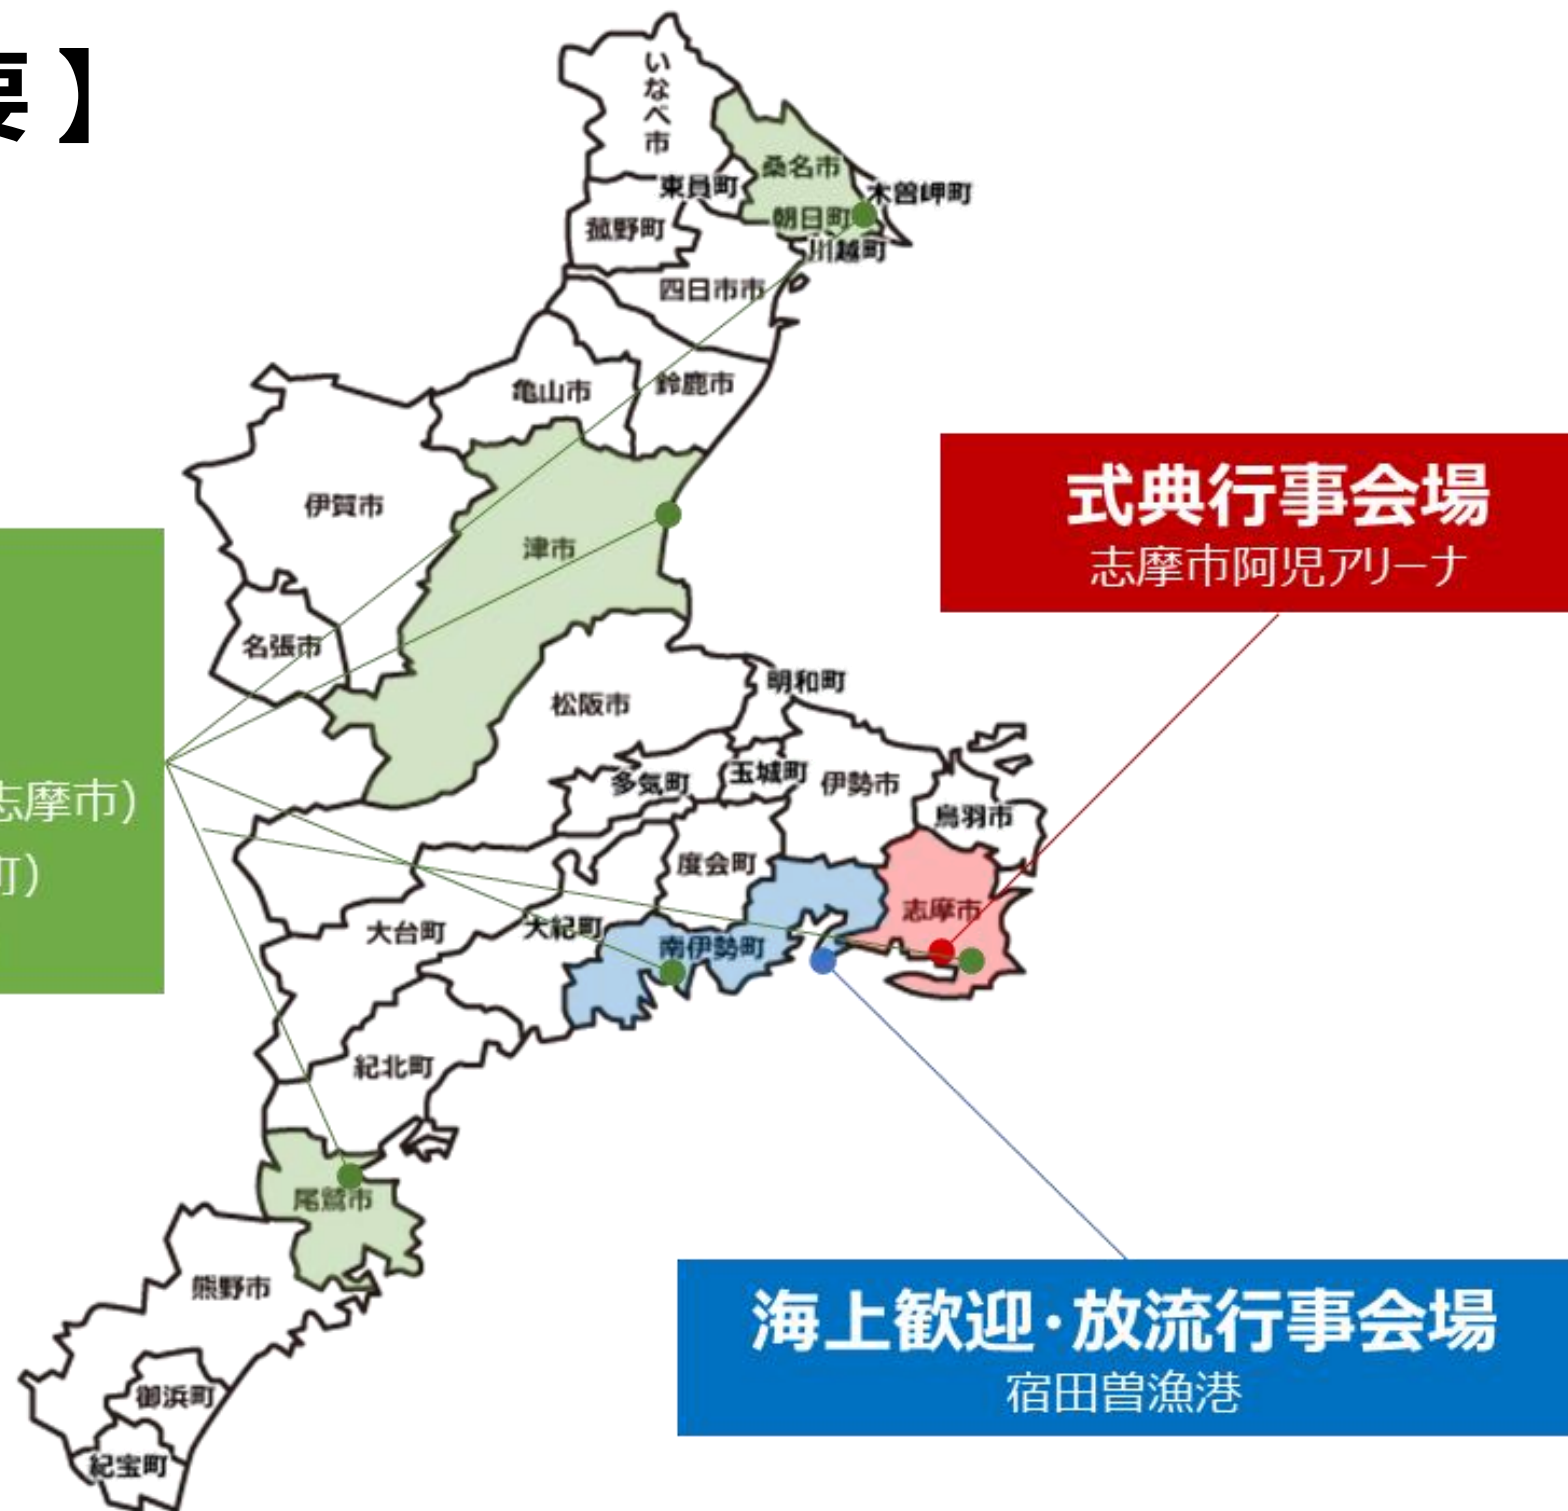 要】
いなべ市
桑名市
東員町
木曽岬町
朝日町
菰野町
川越町
四日市市
亀山市
鈴鹿市
伊賀市
式典行事会場
志摩市阿児アリーナ
津市
名張市
明和町
松阪市
多気町
玉城町
伊勢市
志摩市)
鳥羽市
町)
度会町
志摩市
大台町
大紀町
南伊勢町
紀北町
尾鷲市
熊野市
海上歓迎・放流行事会場
宿田曽漁港
御浜町
紀宝町